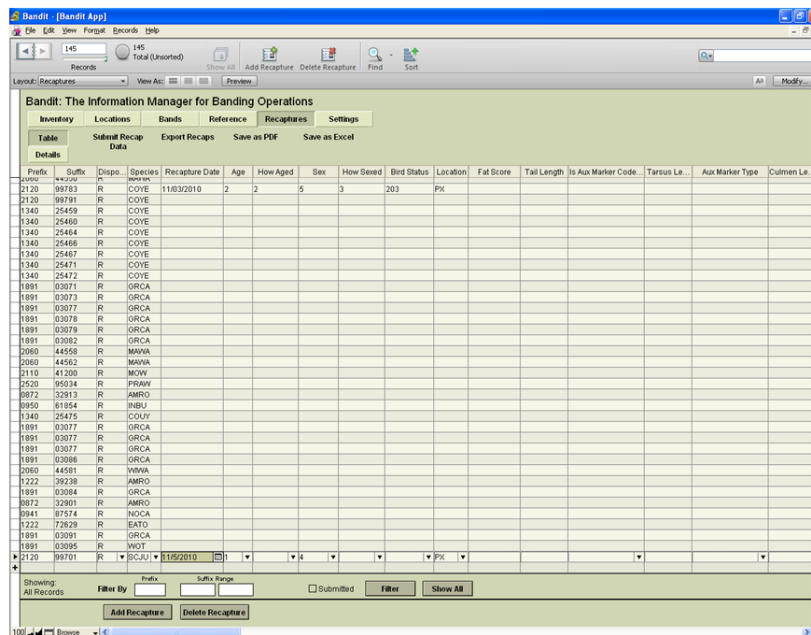 Bandit - [Bandit App]
File Edit View Format Records Help
145
145
Total (Unsorted)
Records
Show All Add Recapture Delete Recapture Find Sort
Layout: Recaptures View As: Preview Modify...
Bandit: The Information Manager for Banding Operations
Inventory Locations Bands Reference Recaptures Settings
Table Submit Recap Data Export Recaps Save as PDF Save as Excel
Details
Prefix Suffix Dispo... Species Recapture Date Age How Aged Sex How Sexed Bird Status Location Fat Score Tail Length Is Aux Marker Code... Tarsus Le... Aux Marker Type Culmen Le...
2120 99783 R COYE 11/03/2010 2 2 5 3 203 PX
2120 99791 R COYE
1340 25459 R COYE
1340 25460 R COYE
1340 25464 R COYE
1340 25466 R COYE
1340 25467 R COYE
1340 25471 R COYE
1340 25472 R COYE
1891 03071 R GRCA
1891 03073 R GRCA
1891 03077 R GRCA
1891 03078 R GRCA
1891 03079 R GRCA
1891 03082 R GRCA
2060 44558 R MAWA
2060 44562 R MAWA
2110 41200 R MOW
2520 95034 R PRAW
0872 32913 R AMRO
0950 61854 R INBU
1340 25475 R COUY
1891 03077 R GRCA
1891 03077 R GRCA
1891 03077 R GRCA
1891 03086 R GRCA
2060 44581 R WIWA
1222 39238 R AMRO
1891 03084 R GRCA
0872 32901 R AMRO
0941 87574 R NOCA
1222 72629 R EATO
1891 03091 R GRCA
1891 03095 R WOT
2120 99701 R SCJU 11/5/2010 1 4 PX
Showing:
All Records
Filter By Prefix Suffix Range Submitted Filter Show All
Add Recapture Delete Recapture
100 Browse